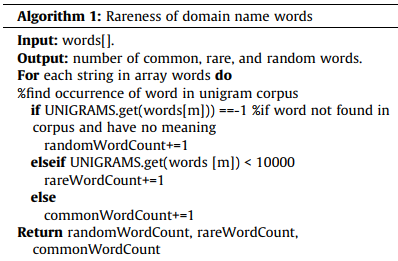 Algorithm 1: Rareness of domain name words
Input: words[].
Output: number of common, rare, and random words.
For each string in array words do
%find occurrence of word in unigram corpus
if UNIGRAMS.get(words[m])) ==-1 %if word not found in
corpus and have no meaning
randomWordCount+=1
elseif UNIGRAMS.get(words [m]) < 10000
rareWordCount+=1
else
commonWordCount+=1
Return randomWordCount, rareWordCount,
commonWordCount